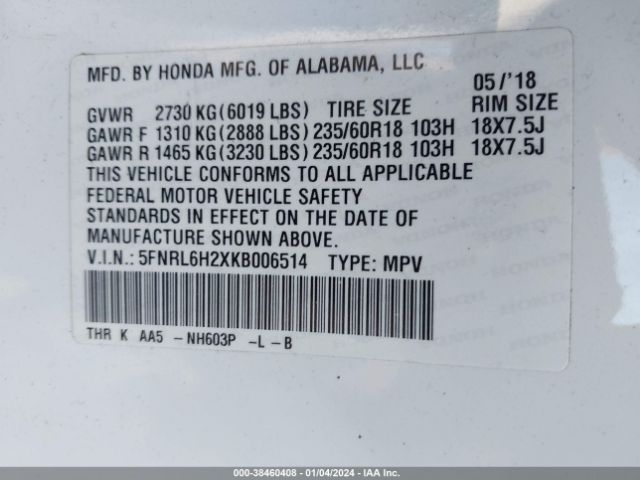 MFD. BY HONDA MFG. OF ALABAMA, LLC
05/'18
GVWR 2730 KG(6019 LBS) TIRE SIZE RIM SIZE
GAWR F 1310 KG(2888 LBS) 235/60R18 103H 18X7.5J
GAWR R 1465 KG(3230 LBS) 235/60R18 103H 18X7.5J
THIS VEHICLE CONFORMS TO ALL APPLICABLE
FEDERAL MOTOR VEHICLE SAFETY
STANDARDS IN EFFECT ON THE DATE OF
MANUFACTURE SHOWN ABOVE.
V.I.N.: 5FNRL6H2XKB006514 TYPE: MPV
THR K AA5 -NH603P -L-B
000-38460408 - 01/04/2024 - IAAI.COM